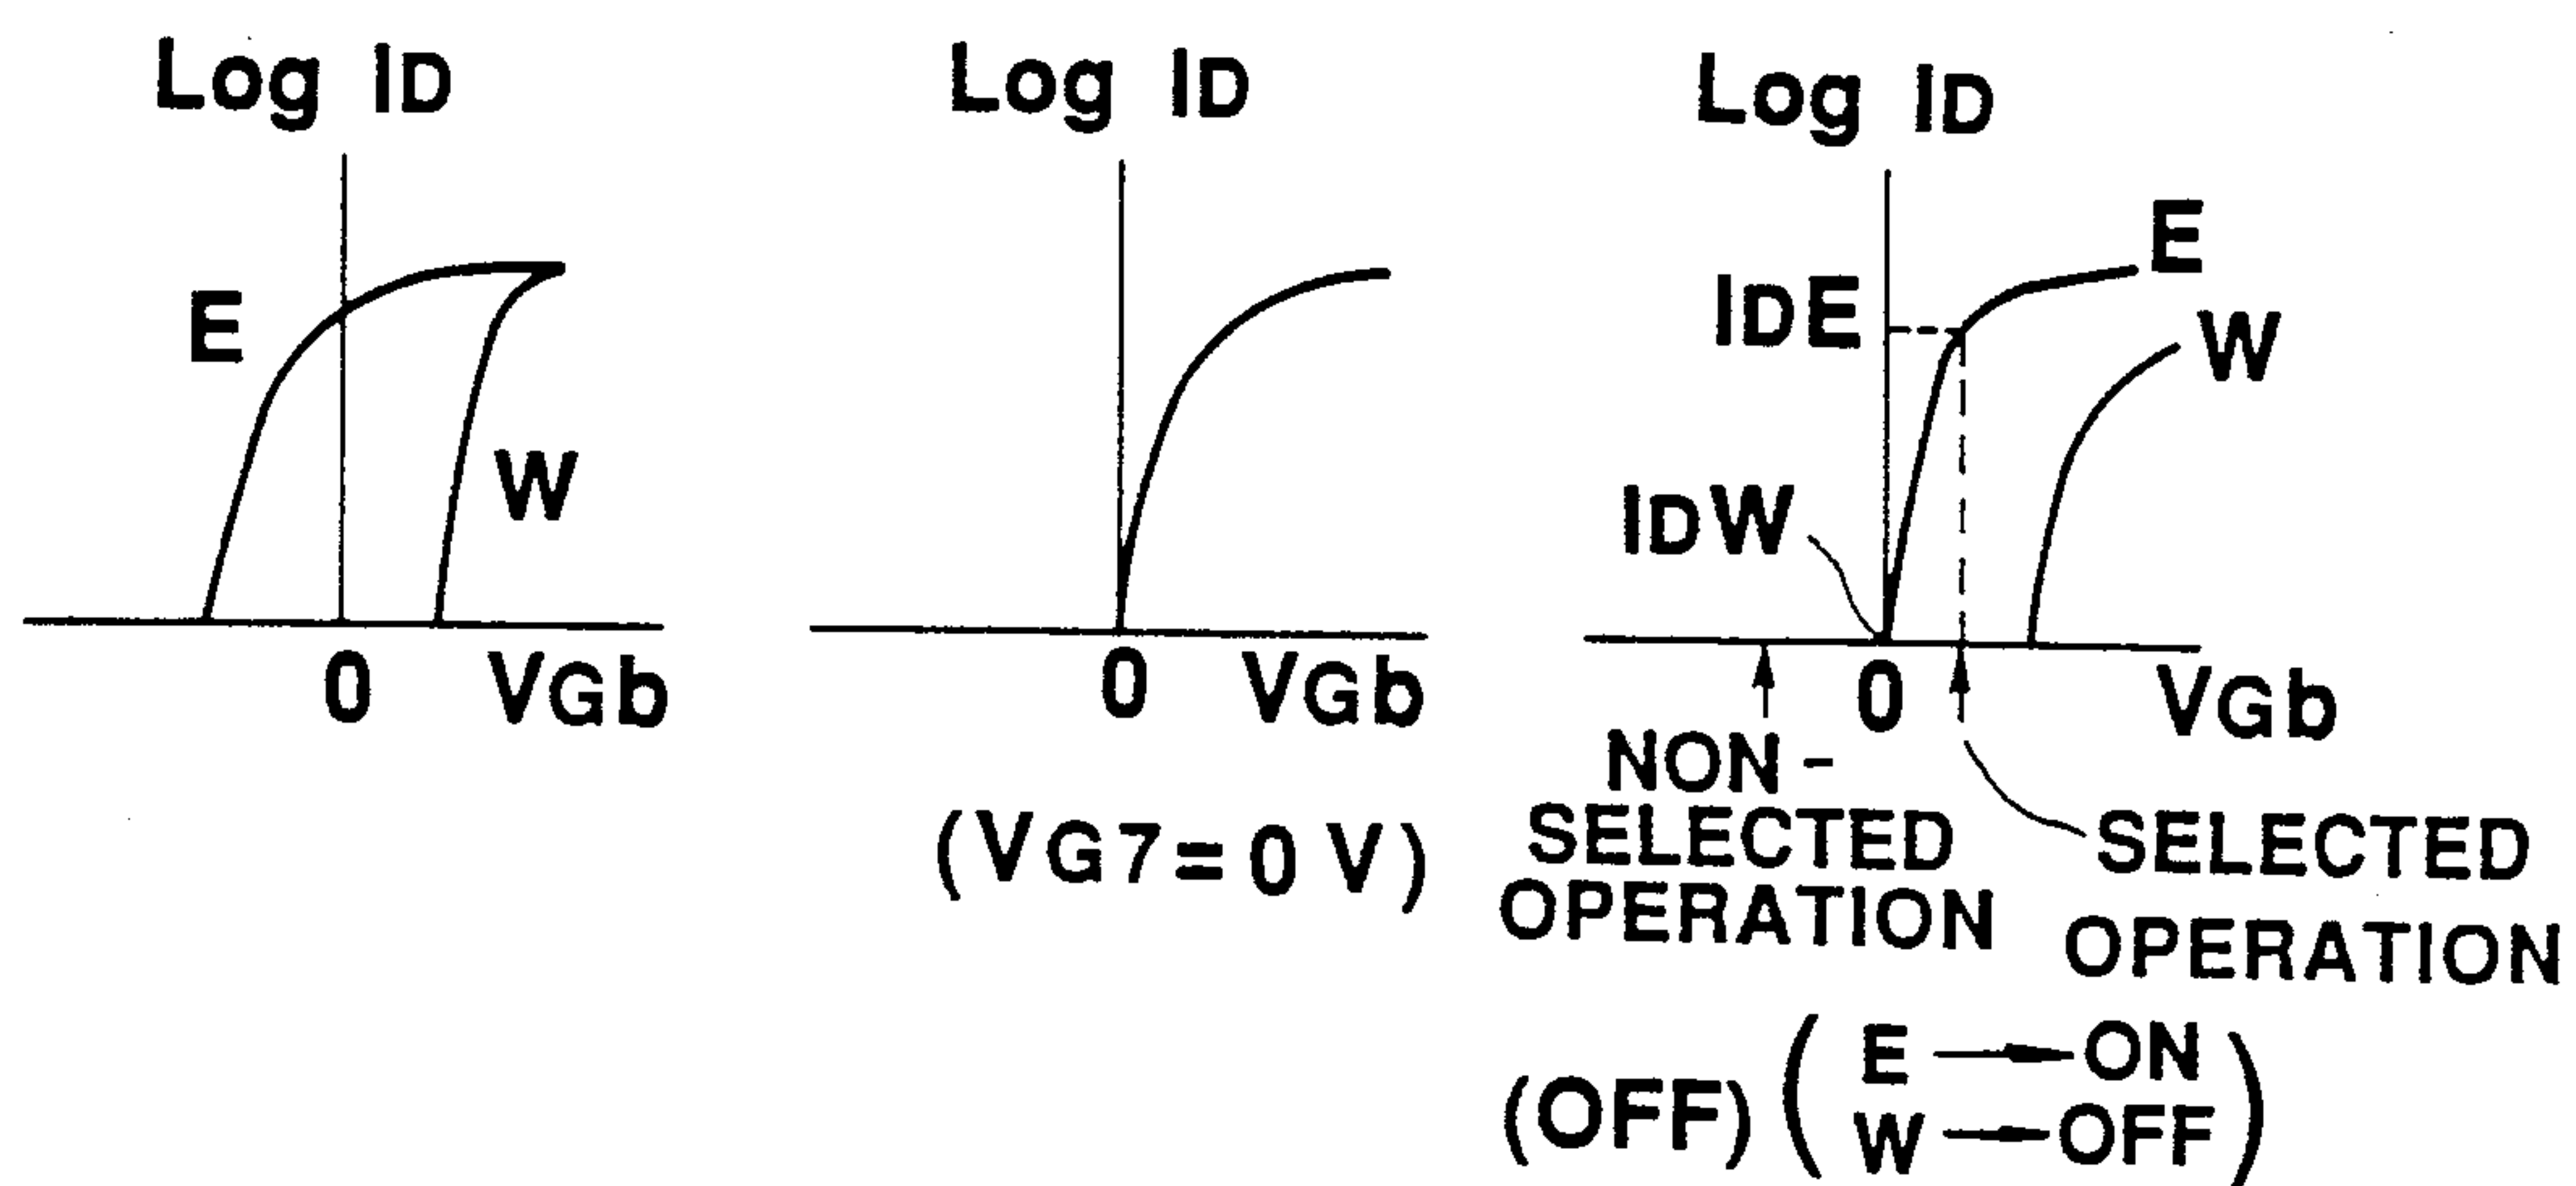 Log ID
E
W
0 VGb
Log ID
0 VGb
(VG7=0 V)
Log ID
E
W
IDE
IDW
0 VGb
NON-
SELECTED
OPERATION
SELECTED
OPERATION
(OFF)
E → ON
W → OFF